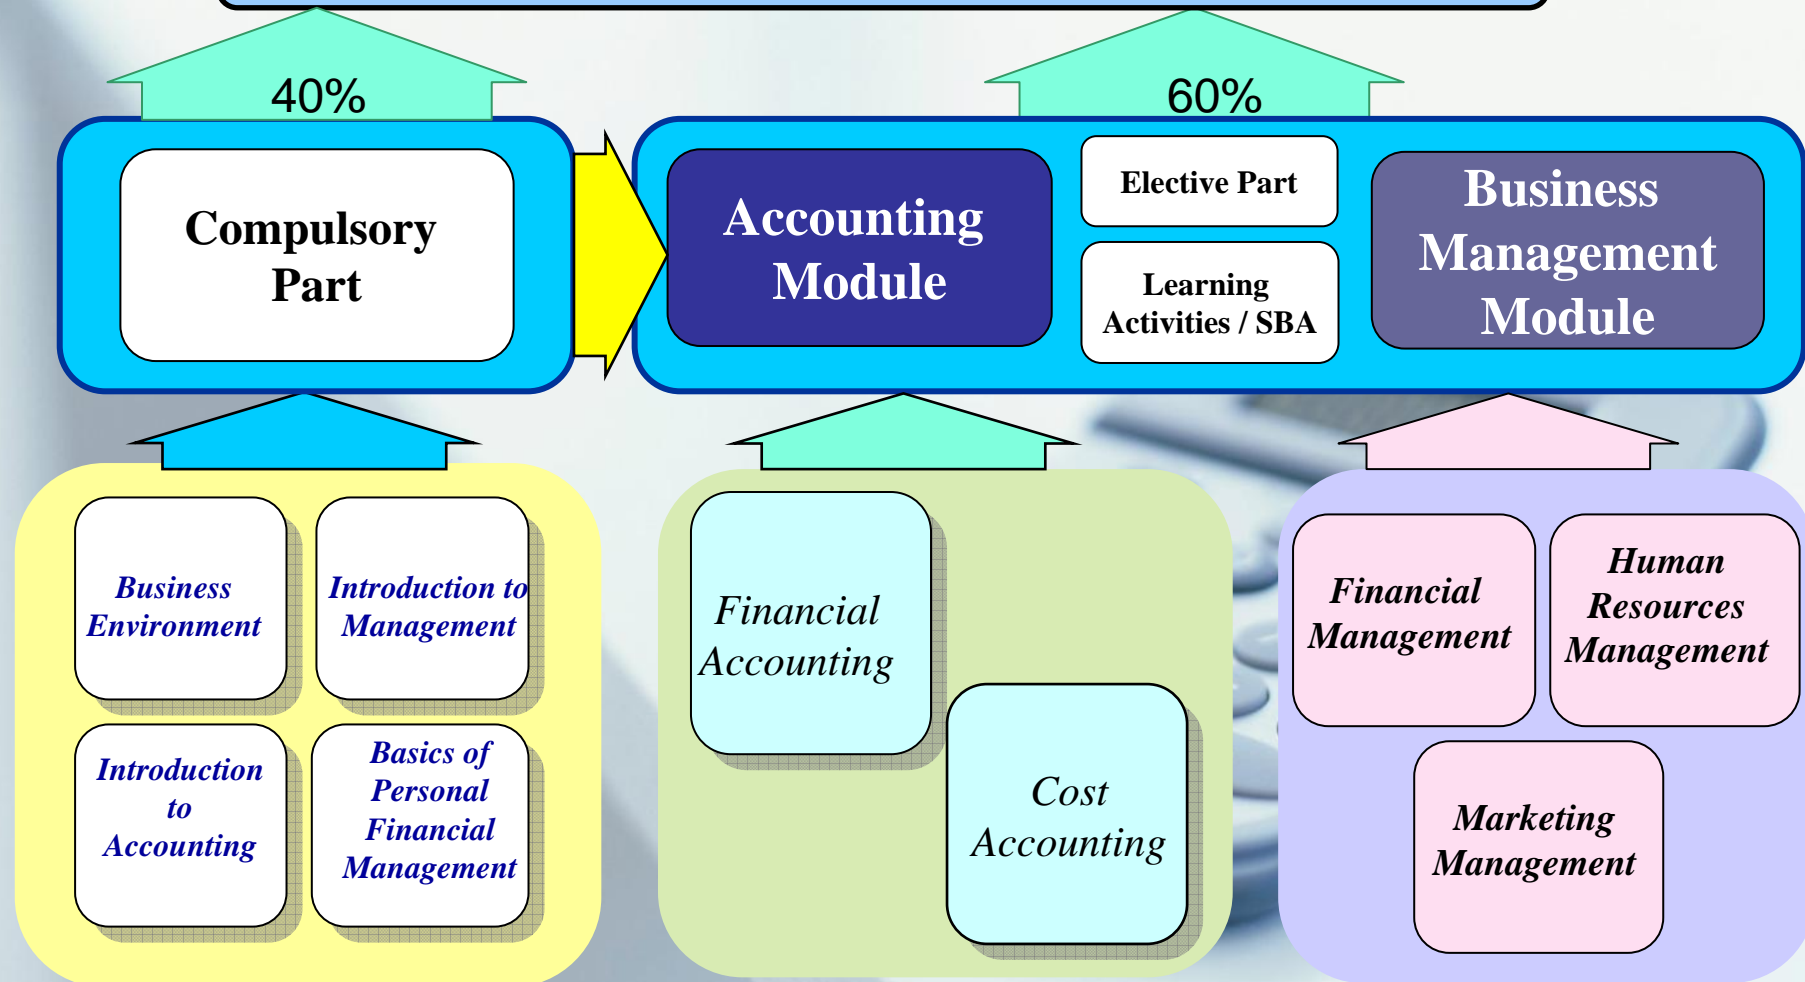 40%
60%
Compulsory
Part
Accounting
Module
Elective Part
Learning
Activities / SBA
Business
Management
Module
Business
Environment
Introduction to
Management
Introduction
to
Accounting
Basics of
Personal
Financial
Management
Financial
Accounting
Cost
Accounting
Financial
Management
Human
Resources
Management
Marketing
Management